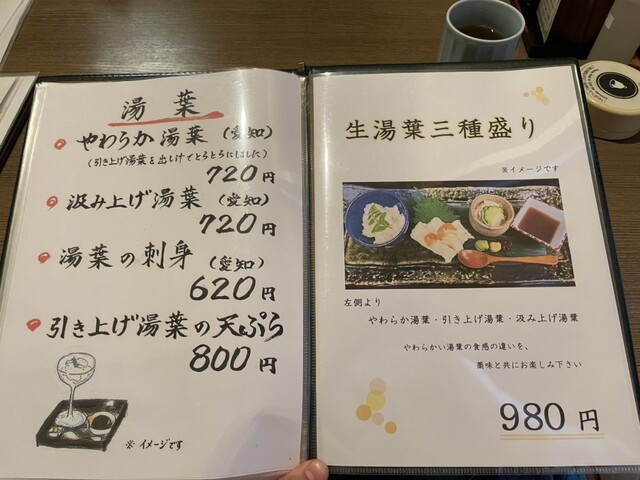 湯葉
やわらか湯葉(愛知)
(引き上げ湯葉を出し汁でとろとろにしました)
720円
汲み上げ湯葉(愛知)
720円
湯葉の刺身(愛知)
620円
引き上げ湯葉の天ぷら
800円
※イメージです
生湯葉三種盛り
※イメージです
左側より
やわらか湯葉・引き上げ湯葉・汲み上げ湯葉
やわらかい湯葉の食感の違いを、
薬味と共にお楽しみ下さい
980円